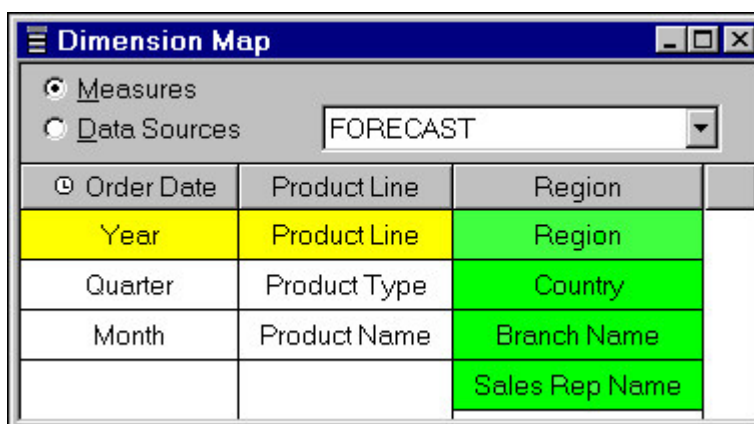 Dimension Map
Measures
Data Sources FORECAST
Order Date Product Line Region
Year Product Line Region
Quarter Product Type Country
Month Product Name Branch Name
Sales Rep Name